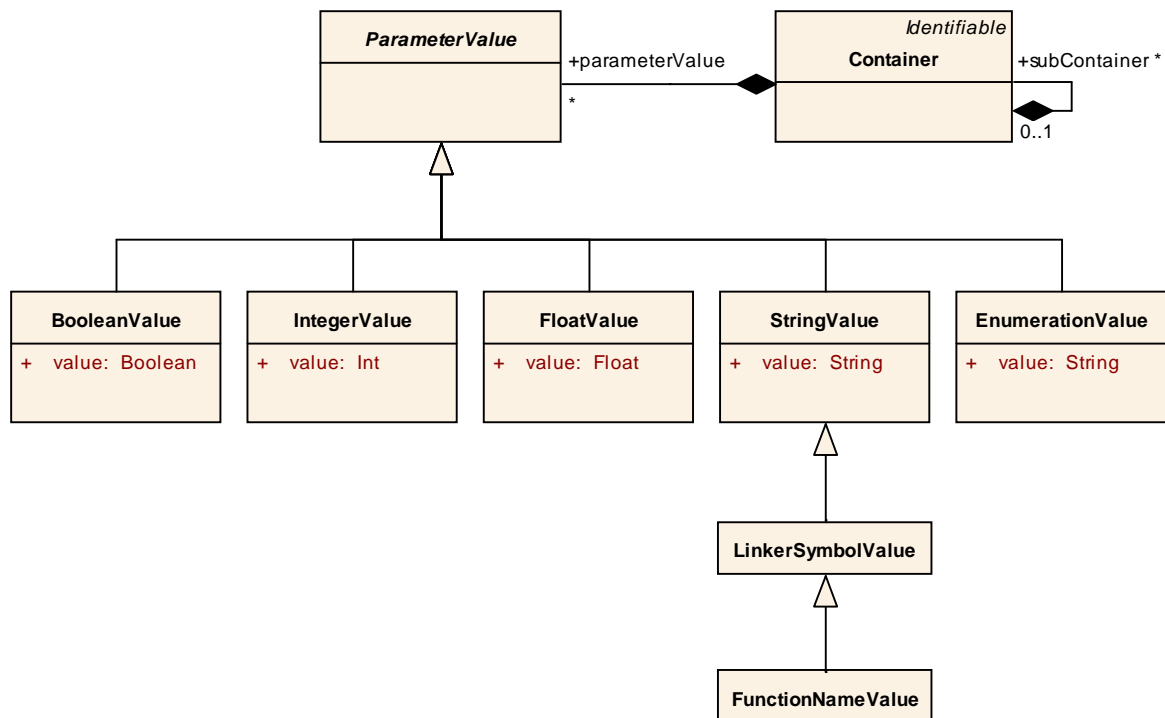 Identifiable
ParameterValue
Container
+parameterValue
+subContainer *
*
0..1
BooleanValue
IntegerValue
FloatValue
StringValue
EnumerationValue
+ value: Boolean
+ value: Int
+ value: Float
+ value: String
+ value: String
LinkerSymbolValue
FunctionNameValue